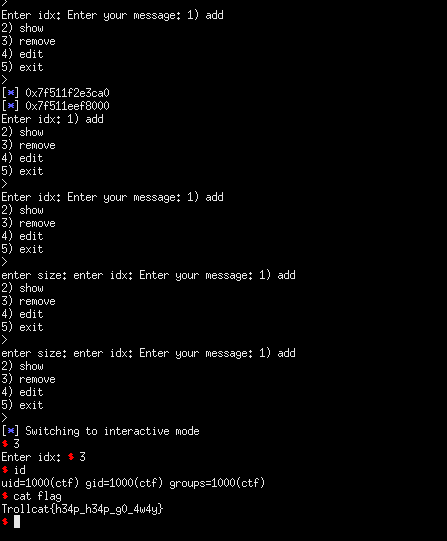 >
Enter idx: Enter your message: 1) add
2) show
3) remove
4) edit
5) exit
>
[*] 0x7f511f2e3ca0
[*] 0x7f511eef8000
Enter idx: 1) add
2) show
3) remove
4) edit
5) exit
>
Enter idx: Enter your message: 1) add
2) show
3) remove
4) edit
5) exit
>
enter size: enter idx: Enter your message: 1) add
2) show
3) remove
4) edit
5) exit
>
enter size: enter idx: Enter your message: 1) add
2) show
3) remove
4) edit
5) exit
>
[*] Switching to interactive mode
$ 3
Enter idx: $ 3
$ id
uid=1000(ctf) gid=1000(ctf) groups=1000(ctf)
$ cat flag
Trollcat{h34p_h34p_g0_4w4y}
$